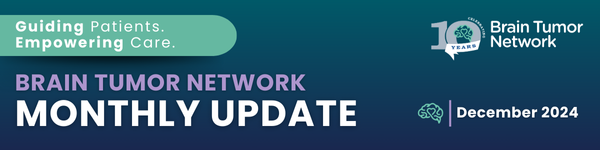 Guiding Patients.
Empowering Care.
CELEBRATING
10
YEARS
Brain Tumor
Network
BRAIN TUMOR NETWORK
MONTHLY UPDATE
December 2024